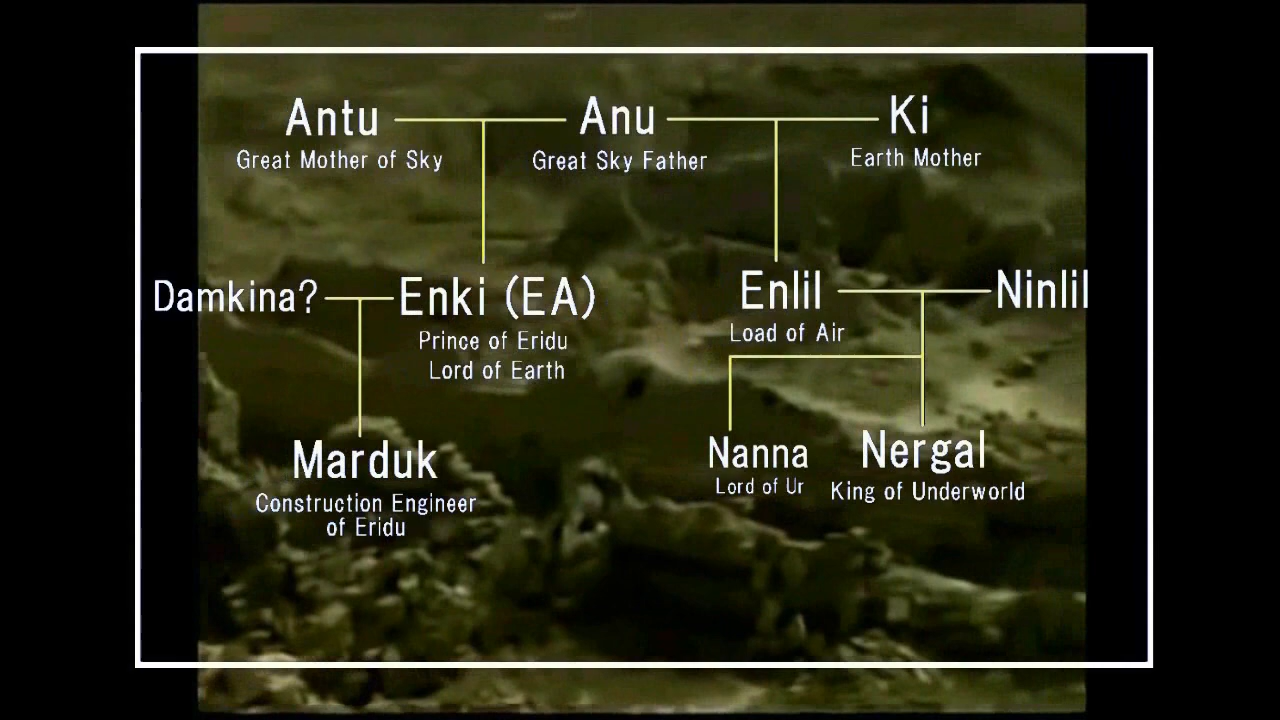 Antu Anu Ki
Great Mother of Sky Great Sky Father Earth Mother
Damkina? Enki (EA) Enlil Ninlil
Prince of Eridu Load of Air
Lord of Earth
Marduk Nanna Nergal
Construction Engineer Lord of Ur King of Underworld
of Eridu